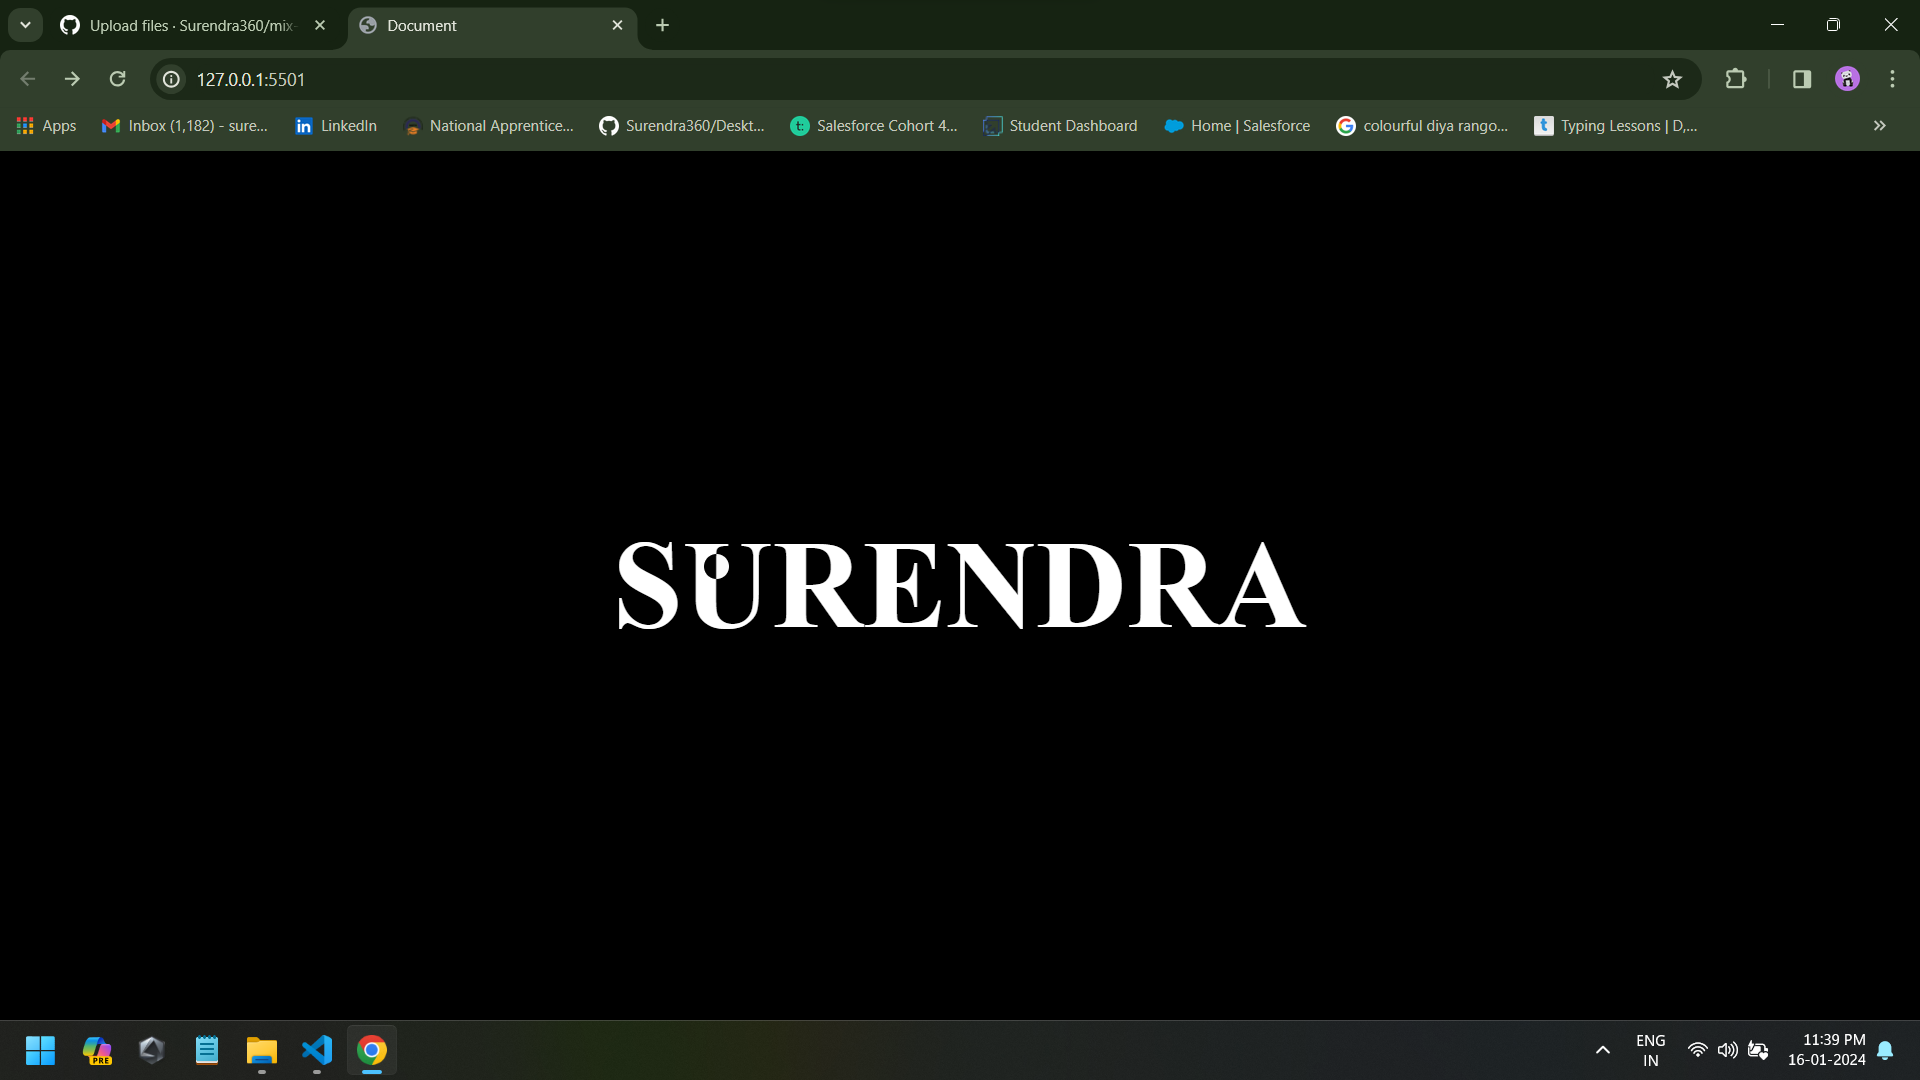 Upload files · Surendra360/mix-
Document
127.0.0.1:5501
Apps
Inbox (1,182) - sure...
in LinkedIn
National Apprentice...
Surendra360/Deskt...
t: Salesforce Cohort 4...
Student Dashboard
Home | Salesforce
G colourful diya rango...
t Typing Lessons | D,...
SURENDRA
PRE
ENG
IN
11:39 PM
16-01-2024